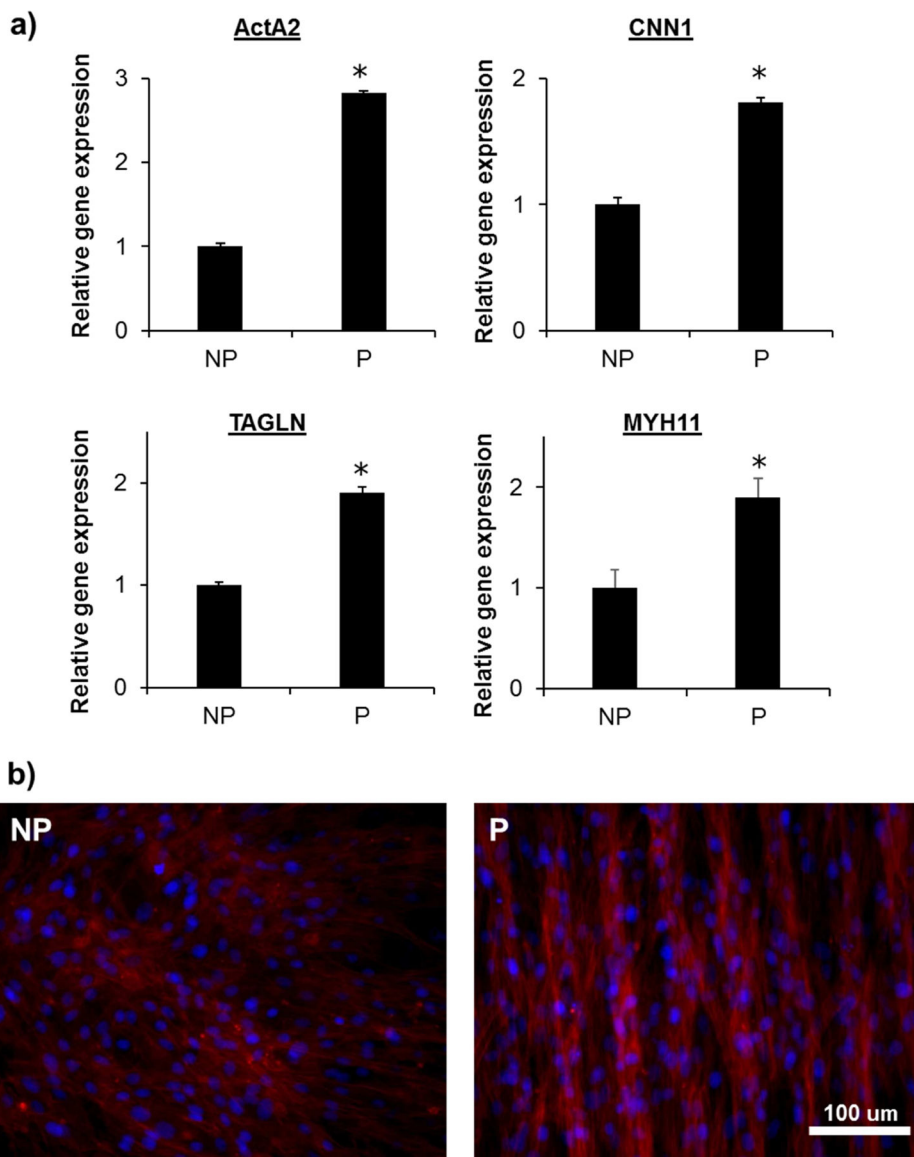 a)
ActA2
Relative gene expression
3
2
1
0
*
NP P
CNN1
Relative gene expression
2
1
0
*
NP P
TAGLN
Relative gene expression
2
1
0
*
NP P
MYH11
Relative gene expression
2
1
0
*
NP P
b)
NP
P
100 um